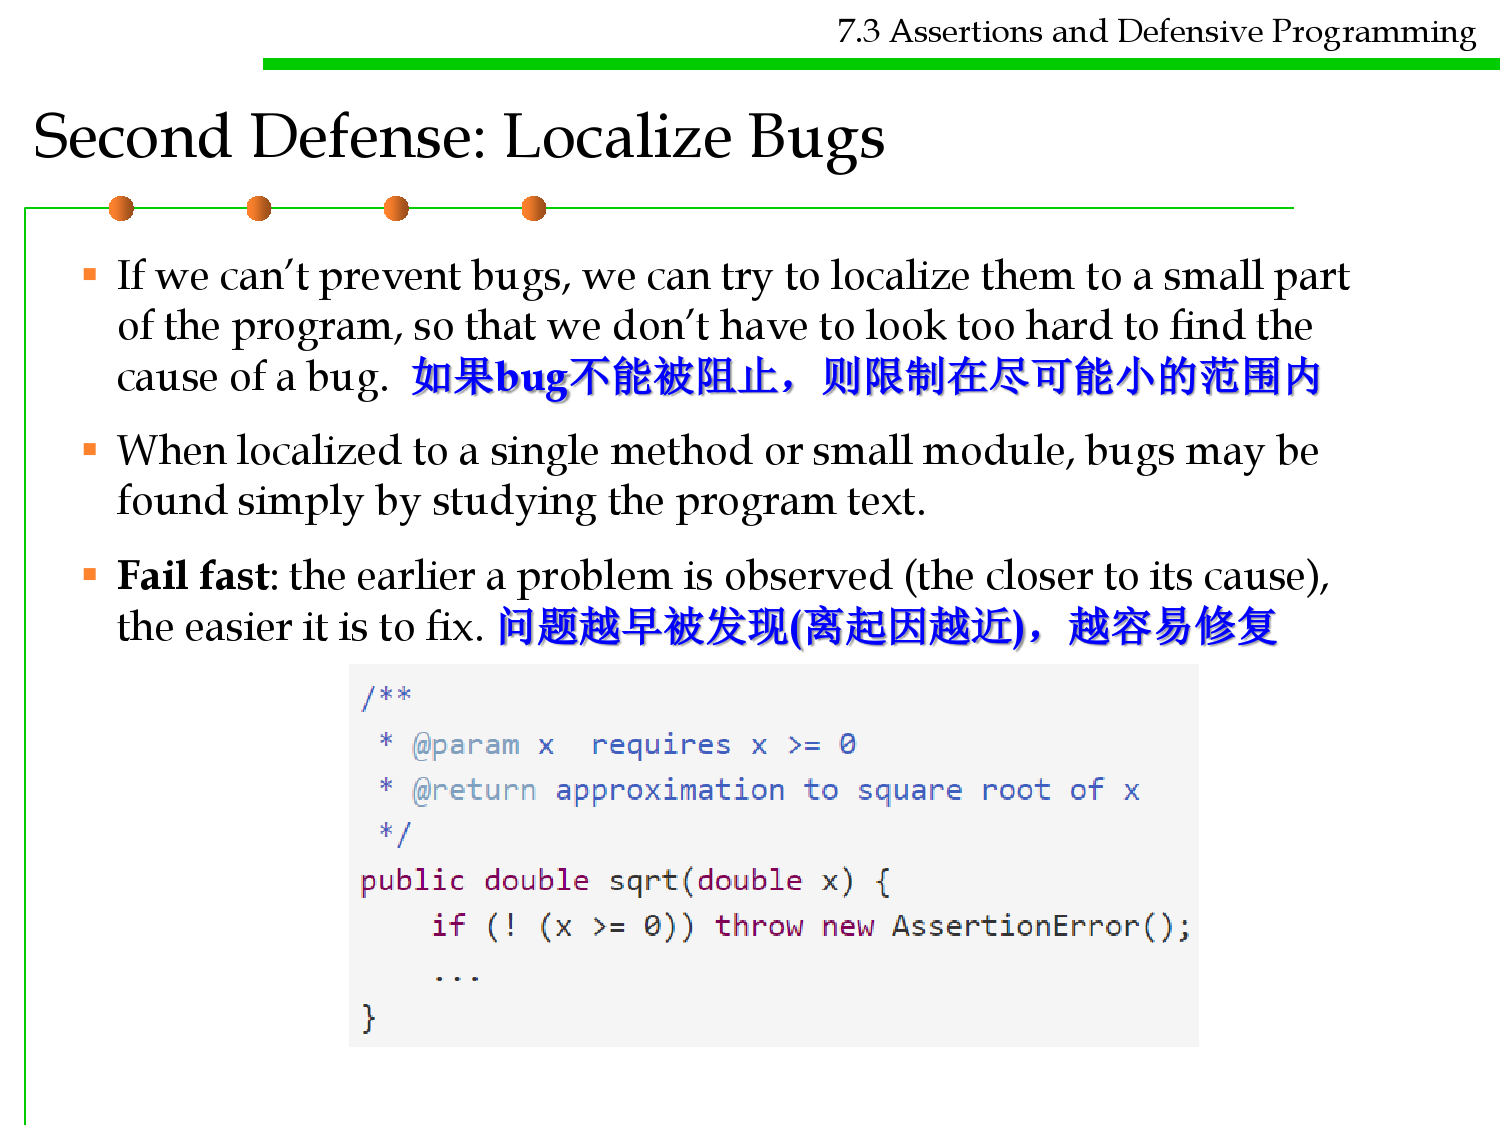 7.3 Assertions and Defensive Programming
Second Defense: Localize Bugs
▪ If we can’t prevent bugs, we can try to localize them to a small part
of the program, so that we don’t have to look too hard to find the
cause of a bug. 如果bug不能被阻止，则限制在尽可能小的范围内
▪ When localized to a single method or small module, bugs may be
found simply by studying the program text.
▪ Fail fast: the earlier a problem is observed (the closer to its cause),
the easier it is to fix. 问题越早被发现(离起因越近)，越容易修复
/**
 * @param x  requires x >= 0
 * @return approximation to square root of x
 */
public double sqrt(double x) {
    if (! (x >= 0)) throw new AssertionError();
    ...
}